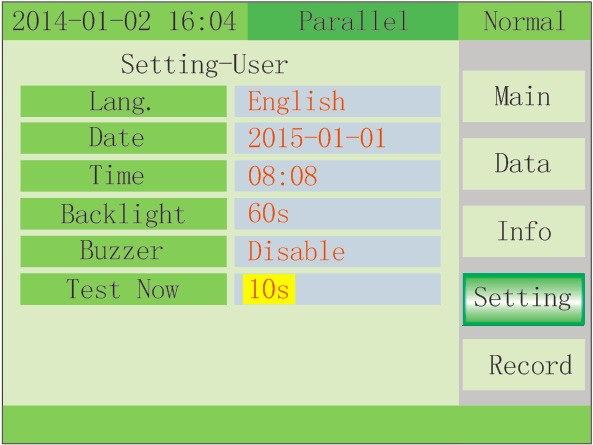 2014-01-02 16:04 Parallel Normal
Setting-User
Lang. English
Date 2015-01-01
Time 08:08
Backlight 60s
Buzzer Disable
Test Now 10s
Main
Data
Info
Setting
Record